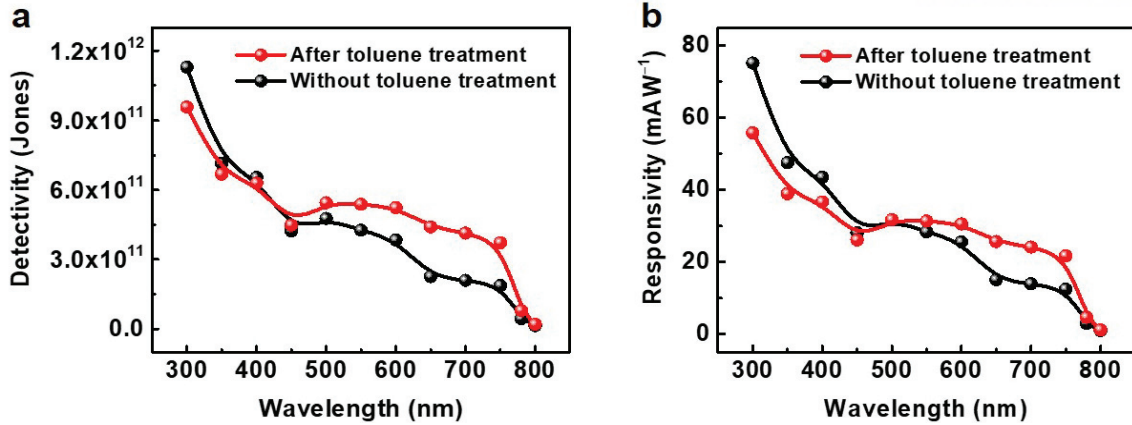 a
1.2x10¹²
9.0x10¹¹
6.0x10¹¹
3.0x10¹¹
0.0
Detectivity (Jones)
After toluene treatment
Without toluene treatment
300 400 500 600 700 800
Wavelength (nm)
b
80
60
40
20
0
Responsivity (mAW⁻¹)
After toluene treatment
Without toluene treatment
300 400 500 600 700 800
Wavelength (nm)